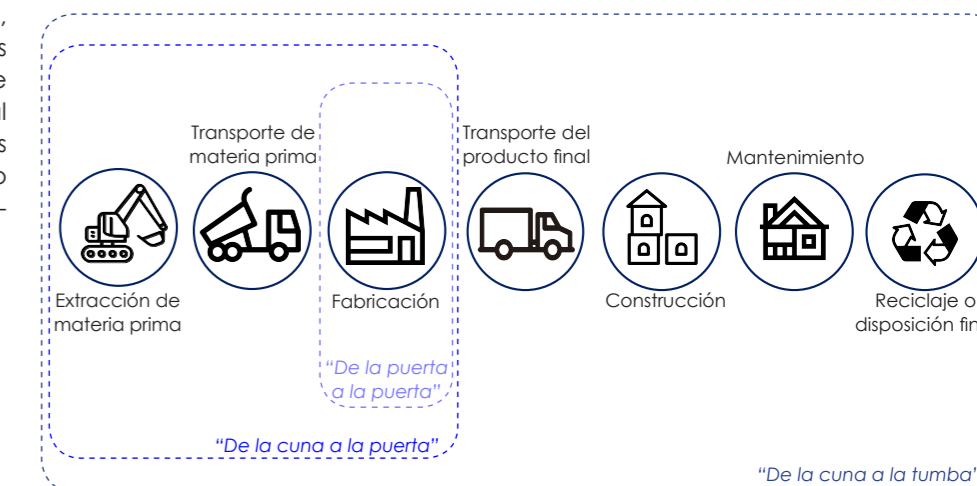 Transporte de
materia prima
Transporte del
producto final
Mantenimiento
Extracción de
materia prima
Fabricación
Construcción
Reciclaje o
disposición
“De la puerta
a la puerta”
“De la cuna a la puerta”
“De la cuna a la tumba”